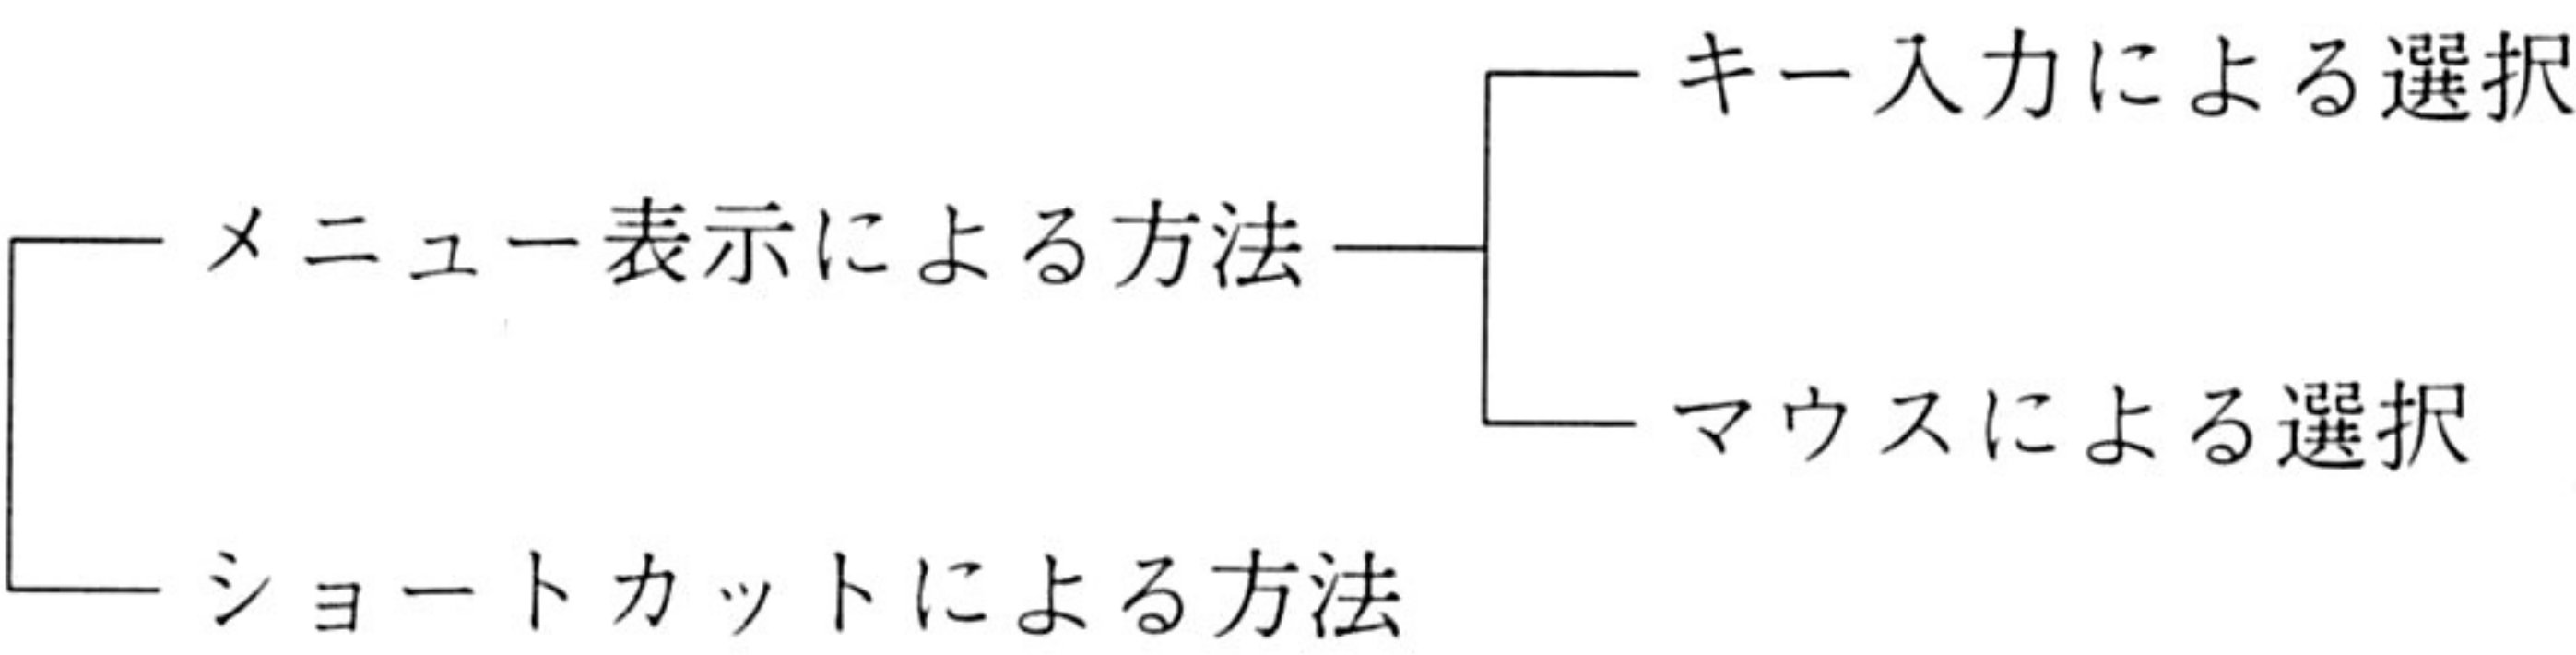 キー入力による選択
メニュー表示による方法
マウスによる選択
ショートカットによる方法